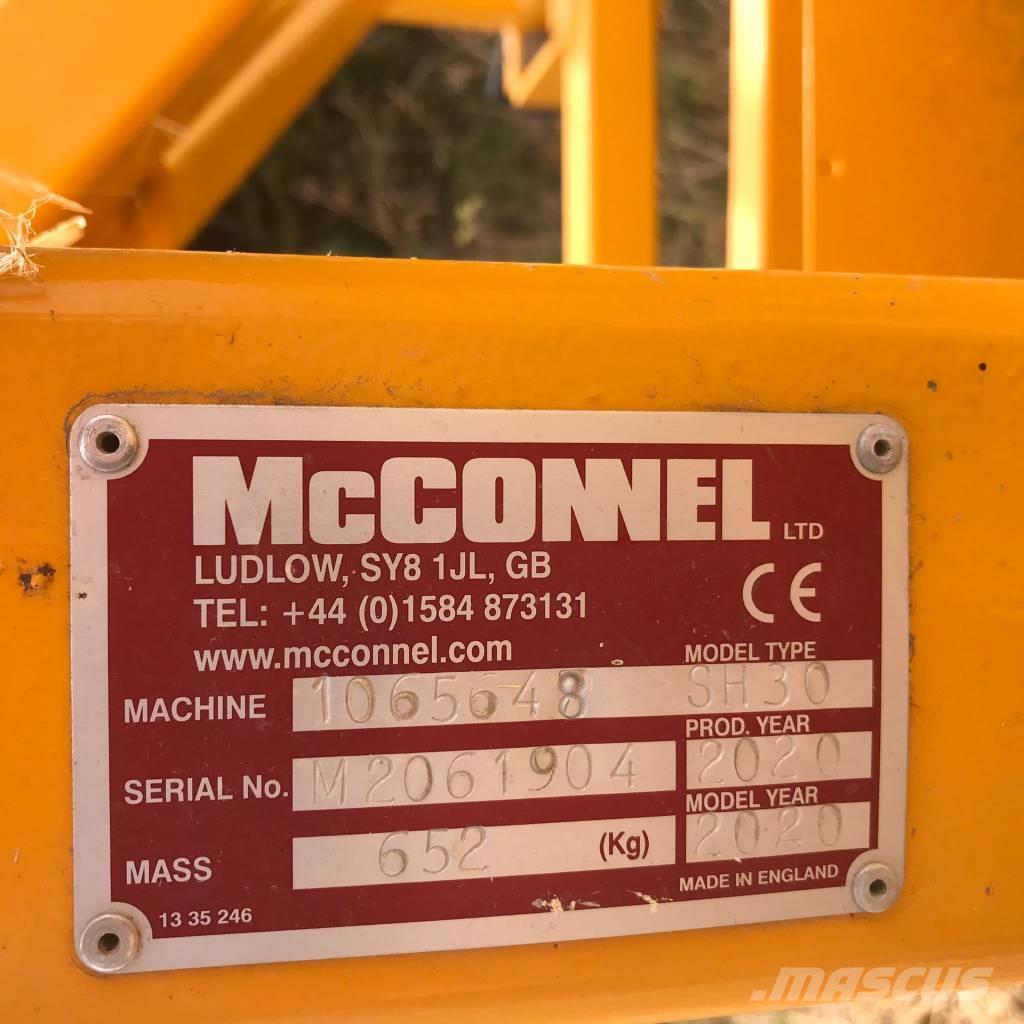 McCONNEL LTD
LUDLOW, SY8 1JL, GB
TEL: +44 (0)1584 873131
CE
www.mcconnel.com
MODEL TYPE
MACHINE 1065648 SH30
PROD. YEAR
SERIAL No. M2061904 2020
MODEL YEAR
MASS 652 (Kg) 2020
MADE IN ENGLAND
13 35 246
.MASCUS